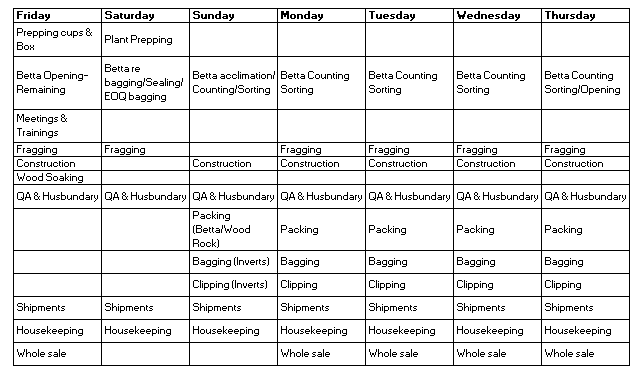 Friday Saturday Sunday Monday Tuesday Wednesday Thursday
Prepping cups & Plant Prepping
Box
Betta Opening- Betta re Betta acclimation/ Betta Counting Betta Counting Betta Counting Betta Counting
Remaining bagging/Sealing/ Counting/Sorting Sorting Sorting Sorting Sorting/Opening
EOQ bagging
Meetings &
Trainings
Fragging Fragging Fragging Fragging Fragging Fragging
Construction Construction Construction Construction Construction Construction
Wood Soaking
QA & Husbundary QA & Husbundary QA & Husbundary QA & Husbundary QA & Husbundary QA & Husbundary QA & Husbundary
Packing
(Betta/Wood Packing Packing Packing Packing
Rock)
Bagging (Inverts) Bagging Bagging Bagging Bagging
Clipping (Inverts) Clipping Clipping Clipping Clipping
Shipments Shipments Shipments Shipments Shipments Shipments Shipments
Housekeeping Housekeeping Housekeeping Housekeeping Housekeeping Housekeeping Housekeeping
Whole sale Whole sale Whole sale Whole sale Whole sale